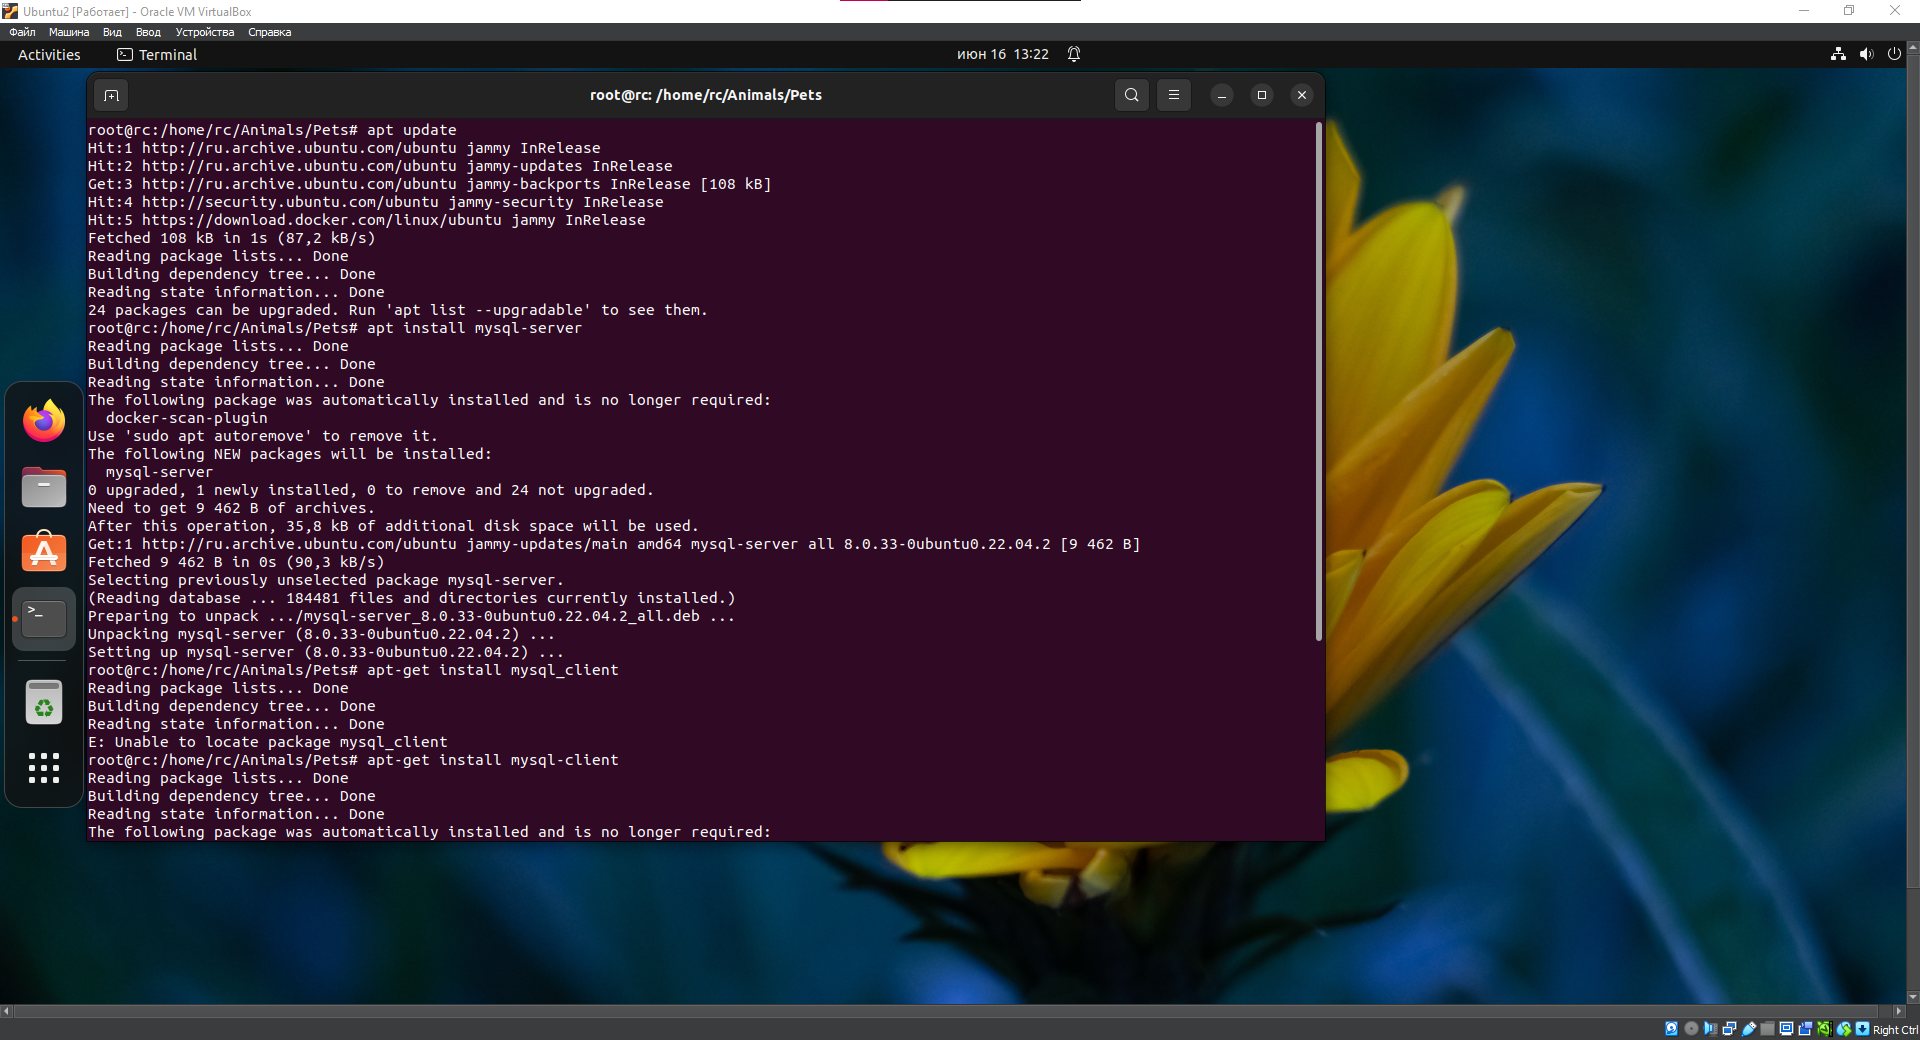 Ubuntu2 [Работает] - Oracle VM VirtualBox
Файл Машина Вид Ввод Устройства Справка
Activities Terminal июн 16 13:22
root@rc: /home/rc/Animals/Pets
root@rc:/home/rc/Animals/Pets# apt update
Hit:1 http://ru.archive.ubuntu.com/ubuntu jammy InRelease
Hit:2 http://ru.archive.ubuntu.com/ubuntu jammy-updates InRelease
Get:3 http://ru.archive.ubuntu.com/ubuntu jammy-backports InRelease [108 kB]
Hit:4 http://security.ubuntu.com/ubuntu jammy-security InRelease
Hit:5 https://download.docker.com/linux/ubuntu jammy InRelease
Fetched 108 kB in 1s (87,2 kB/s)
Reading package lists... Done
Building dependency tree... Done
Reading state information... Done
24 packages can be upgraded. Run 'apt list --upgradable' to see them.
root@rc:/home/rc/Animals/Pets# apt install mysql-server
Reading package lists... Done
Building dependency tree... Done
Reading state information... Done
The following package was automatically installed and is no longer required:
  docker-scan-plugin
Use 'sudo apt autoremove' to remove it.
The following NEW packages will be installed:
  mysql-server
0 upgraded, 1 newly installed, 0 to remove and 24 not upgraded.
Need to get 9 462 B of archives.
After this operation, 35,8 kB of additional disk space will be used.
Get:1 http://ru.archive.ubuntu.com/ubuntu jammy-updates/main amd64 mysql-server all 8.0.33-0ubuntu0.22.04.2 [9 462 B]
Fetched 9 462 B in 0s (90,3 kB/s)
Selecting previously unselected package mysql-server.
(Reading database ... 184481 files and directories currently installed.)
Preparing to unpack .../mysql-server_8.0.33-0ubuntu0.22.04.2_all.deb ...
Unpacking mysql-server (8.0.33-0ubuntu0.22.04.2) ...
Setting up mysql-server (8.0.33-0ubuntu0.22.04.2) ...
root@rc:/home/rc/Animals/Pets# apt-get install mysql_client
Reading package lists... Done
Building dependency tree... Done
Reading state information... Done
E: Unable to locate package mysql_client
root@rc:/home/rc/Animals/Pets# apt-get install mysql-client
Reading package lists... Done
Building dependency tree... Done
Reading state information... Done
The following package was automatically installed and is no longer required:
Right Ctrl